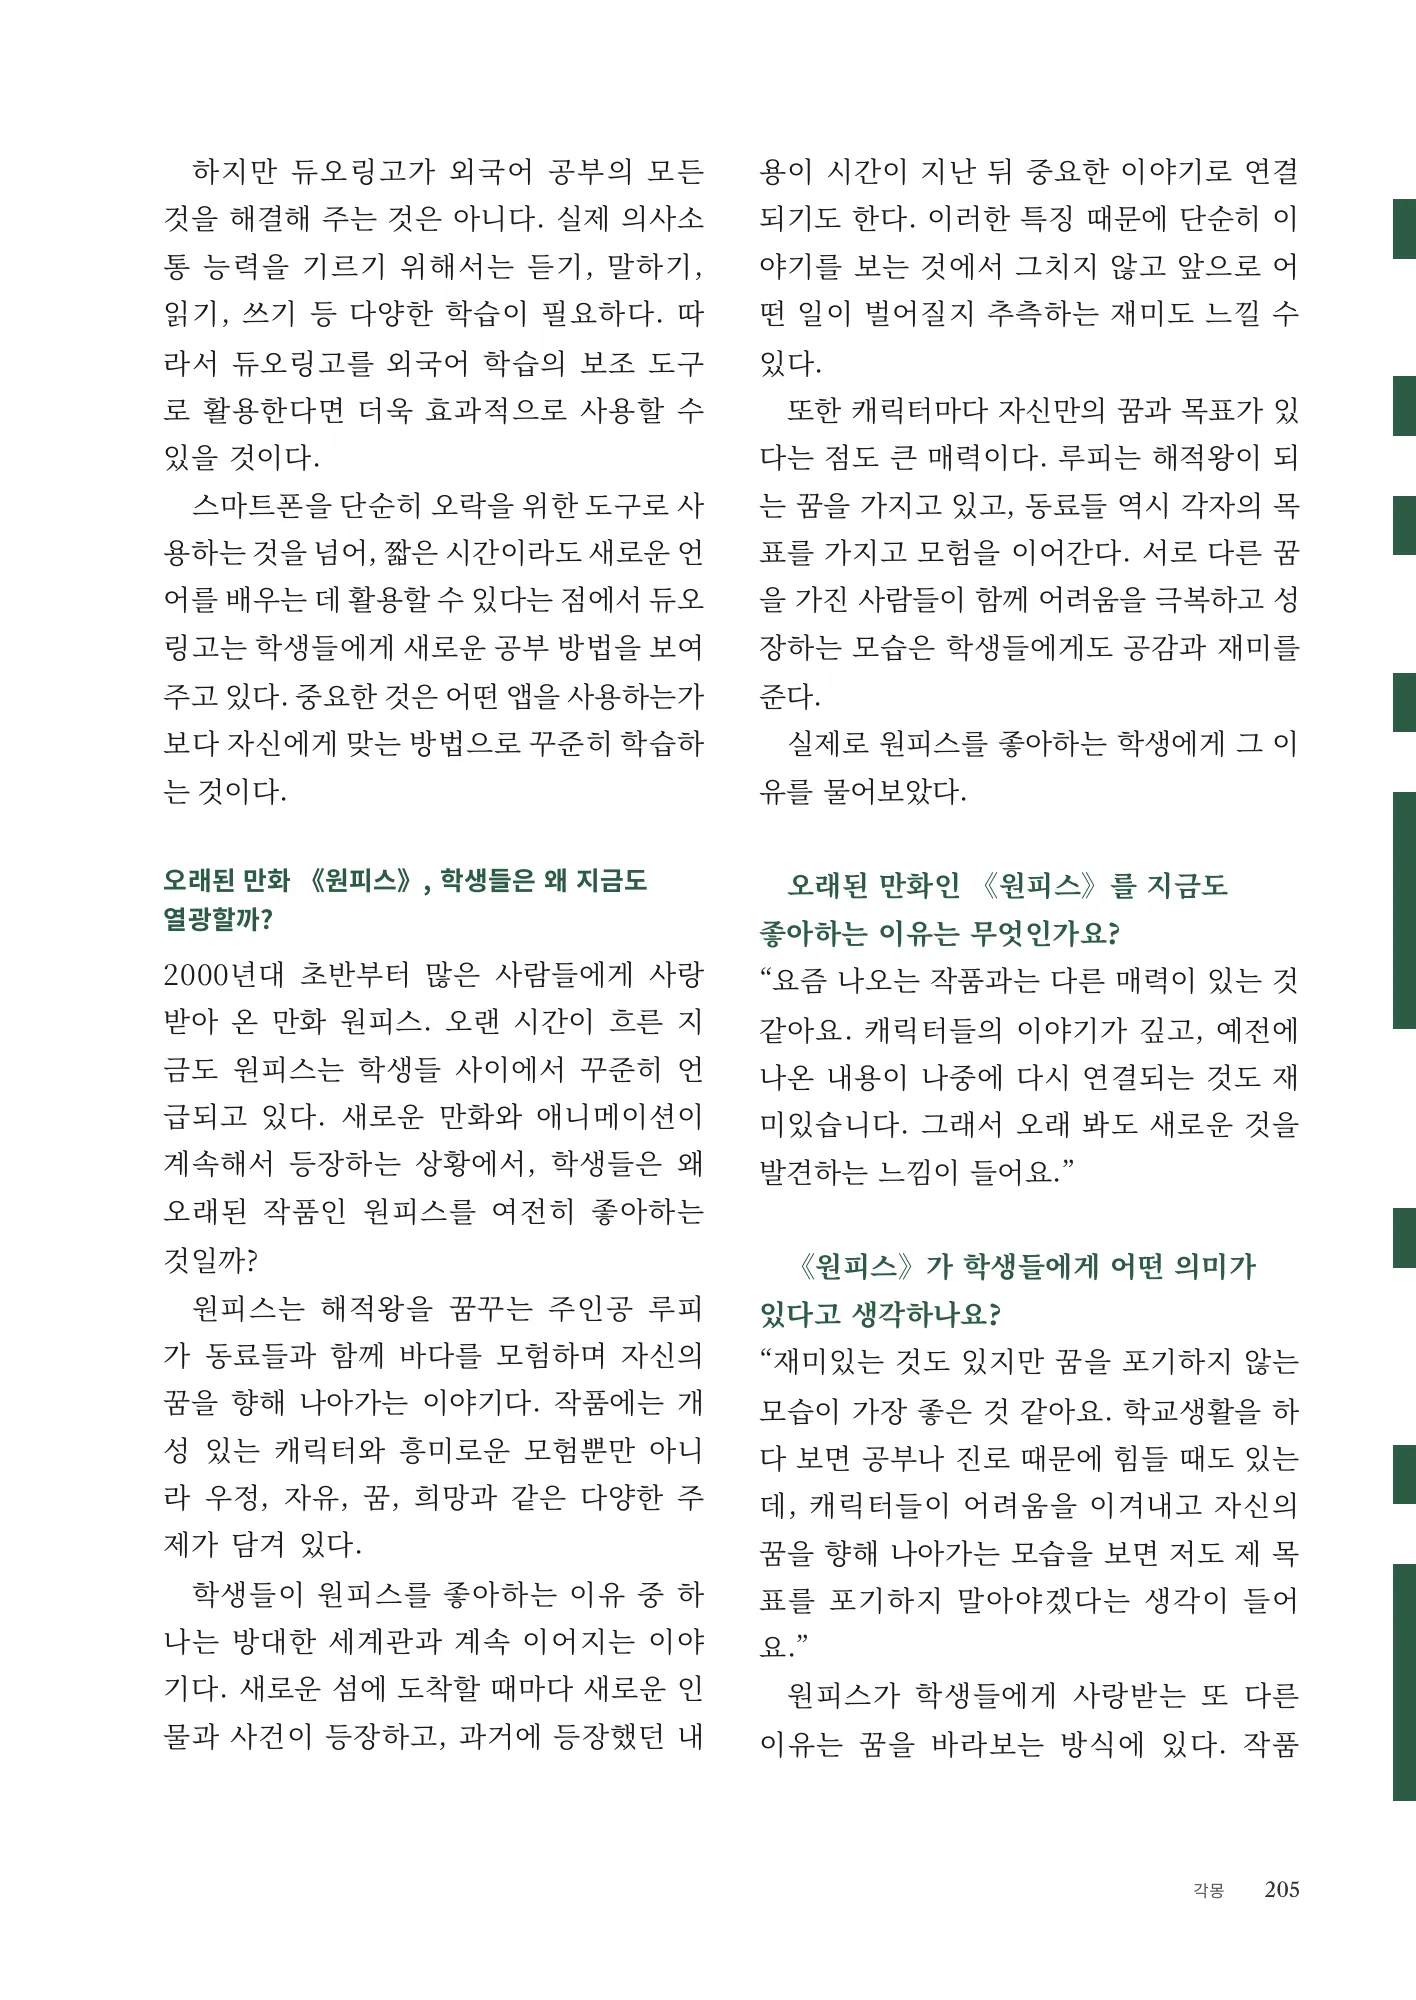 하지만 듀오링고가 외국어 공부의 모든
것을 해결해 주는 것은 아니다. 실제 의사소
통 능력을 기르기 위해서는 듣기, 말하기,
읽기, 쓰기 등 다양한 학습이 필요하다. 따
라서 듀오링고를 외국어 학습의 보조 도구
로 활용한다면 더욱 효과적으로 사용할 수
있을 것이다.
스마트폰을 단순히 오락을 위한 도구로 사
용하는 것을 넘어, 짧은 시간이라도 새로운 언
어를 배우는 데 활용할 수 있다는 점에서 듀오
링고는 학생들에게 새로운 공부 방법을 보여
주고 있다. 중요한 것은 어떤 앱을 사용하는가
보다 자신에게 맞는 방법으로 꾸준히 학습하
는 것이다.
오래된 만화 《원피스》, 학생들은 왜 지금도
열광할까?
2000년대 초반부터 많은 사람들에게 사랑
받아 온 만화 원피스. 오랜 시간이 흐른 지
금도 원피스는 학생들 사이에서 꾸준히 언
급되고 있다. 새로운 만화와 애니메이션이
계속해서 등장하는 상황에서, 학생들은 왜
오래된 작품인 원피스를 여전히 좋아하는
것일까?
원피스는 해적왕을 꿈꾸는 주인공 루피
가 동료들과 함께 바다를 모험하며 자신의
꿈을 향해 나아가는 이야기다. 작품에는 개
성 있는 캐릭터와 흥미로운 모험뿐만 아니
라 우정, 자유, 꿈, 희망과 같은 다양한 주
제가 담겨 있다.
학생들이 원피스를 좋아하는 이유 중 하
나는 방대한 세계관과 계속 이어지는 이야
기다. 새로운 섬에 도착할 때마다 새로운 인
물과 사건이 등장하고, 과거에 등장했던 내
용이 시간이 지난 뒤 중요한 이야기로 연결
되기도 한다. 이러한 특징 때문에 단순히 이
야기를 보는 것에서 그치지 않고 앞으로 어
떤 일이 벌어질지 추측하는 재미도 느낄 수
있다.
또한 캐릭터마다 자신만의 꿈과 목표가 있
다는 점도 큰 매력이다. 루피는 해적왕이 되
는 꿈을 가지고 있고, 동료들 역시 각자의 목
표를 가지고 모험을 이어간다. 서로 다른 꿈
을 가진 사람들이 함께 어려움을 극복하고 성
장하는 모습은 학생들에게도 공감과 재미를
준다.
실제로 원피스를 좋아하는 학생에게 그 이
유를 물어보았다.
오래된 만화인 《원피스》를 지금도
좋아하는 이유는 무엇인가요?
“요즘 나오는 작품과는 다른 매력이 있는 것
같아요. 캐릭터들의 이야기가 깊고, 예전에
나온 내용이 나중에 다시 연결되는 것도 재
미있습니다. 그래서 오래 봐도 새로운 것을
발견하는 느낌이 들어요.”
《원피스》가 학생들에게 어떤 의미가
있다고 생각하나요?
“재미있는 것도 있지만 꿈을 포기하지 않는
모습이 가장 좋은 것 같아요. 학교생활을 하
다 보면 공부나 진로 때문에 힘들 때도 있는
데, 캐릭터들이 어려움을 이겨내고 자신의
꿈을 향해 나아가는 모습을 보면 저도 제 목
표를 포기하지 말아야겠다는 생각이 들어
요.”
원피스가 학생들에게 사랑받는 또 다른
이유는 꿈을 바라보는 방식에 있다. 작품
각몽 205